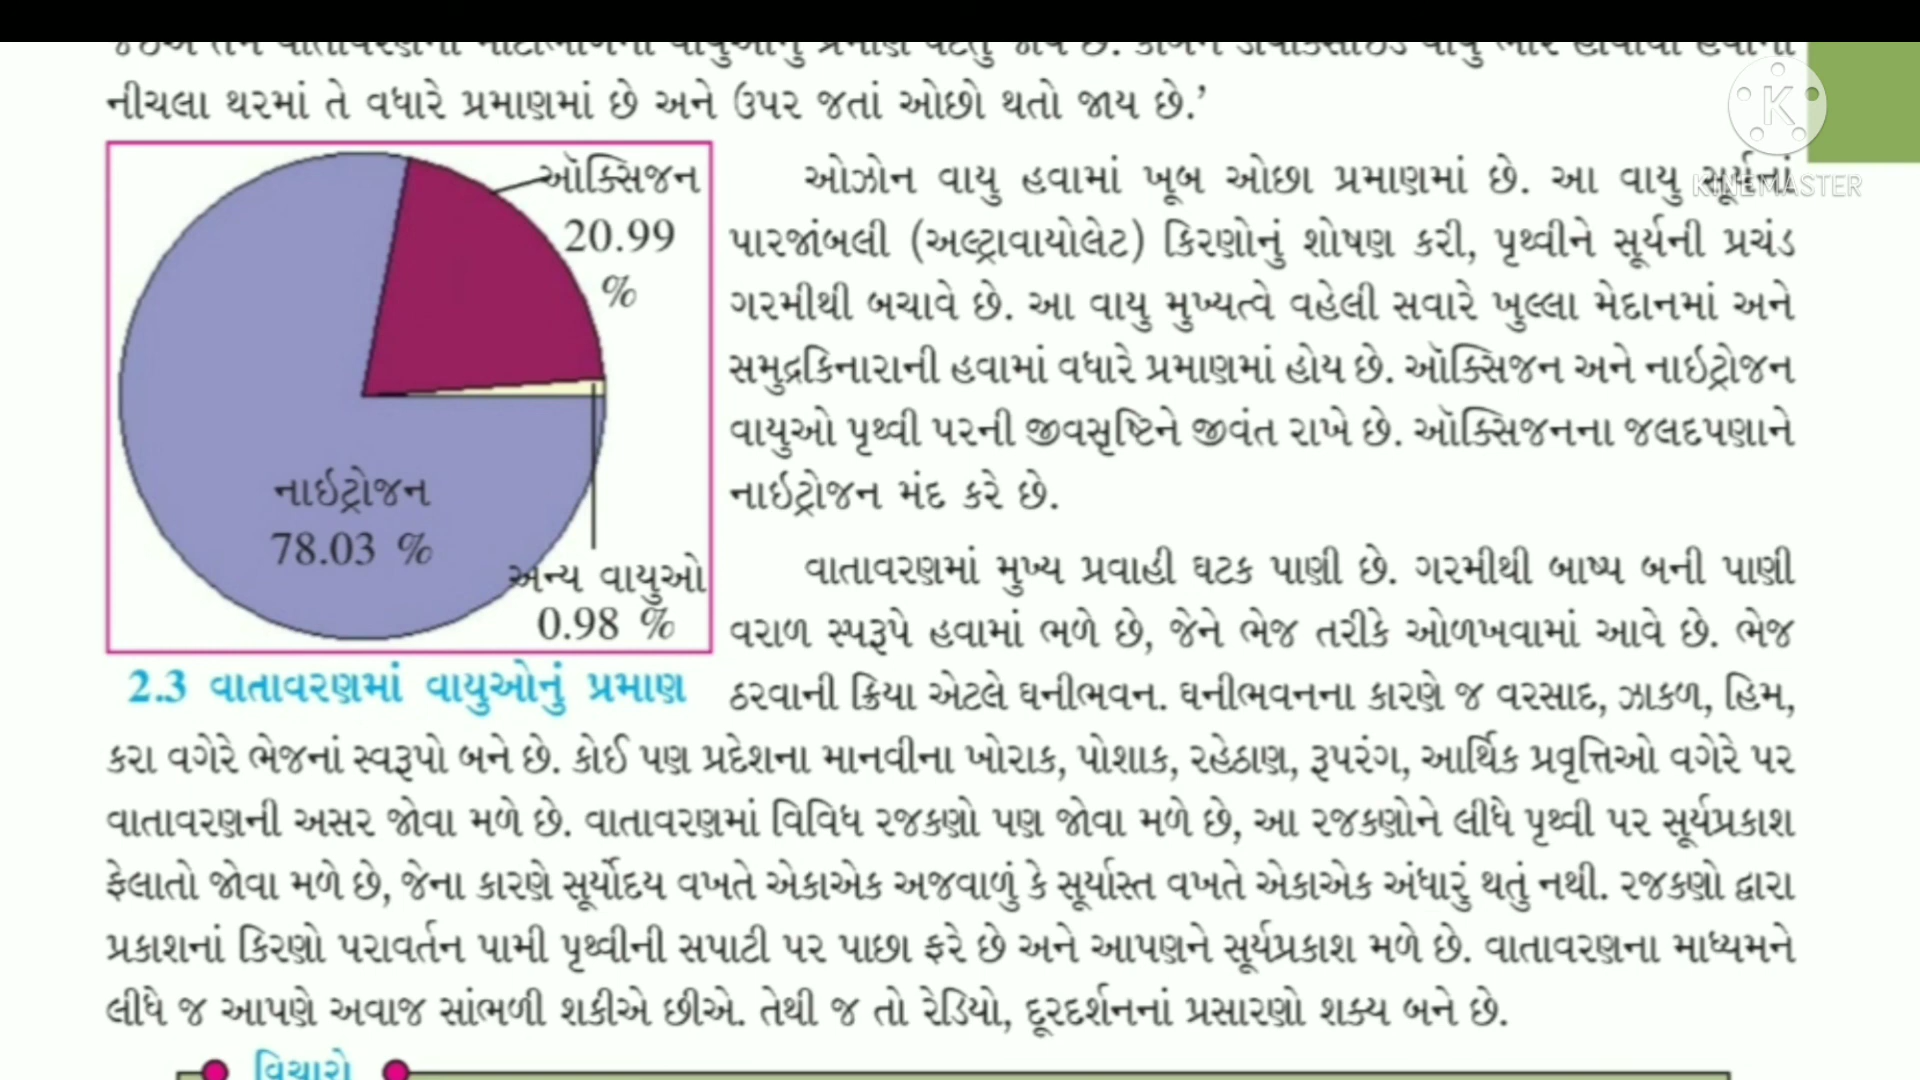 નીચલા થરમાં તે વધારે પ્રમાણમાં છે અને ઉપર જતાં ઓછો થતો જાય છે.'
K
KINEMASTER
ઑક્સિજન
20.99
%
નાઇટ્રોજન
78.03 %
અન્ય વાયુઓ
0.98 %
2.3 વાતાવરણમાં વાયુઓનું પ્રમાણ
ઓઝોન વાયુ હવામાં ખૂબ ઓછા પ્રમાણમાં છે. આ વાયુ સૂર્યનાં
પારજાંબલી (અલ્ટ્રાવાયોલેટ) કિરણોનું શોષણ કરી, પૃથ્વીને સૂર્યની પ્રચંડ
ગરમીથી બચાવે છે. આ વાયુ મુખ્યત્વે વહેલી સવારે ખુલ્લા મેદાનમાં અને
સમુદ્રકિનારાની હવામાં વધારે પ્રમાણમાં હોય છે. ઑક્સિજન અને નાઇટ્રોજન
વાયુઓ પૃથ્વી પરની જીવસૃષ્ટિને જીવંત રાખે છે. ઑક્સિજનના જલદપણાને
નાઇટ્રોજન મંદ કરે છે.
વાતાવરણમાં મુખ્ય પ્રવાહી ઘટક પાણી છે. ગરમીથી બાષ્પ બની પાણી
વરાળ સ્વરૂપે હવામાં ભળે છે, જેને ભેજ તરીકે ઓળખવામાં આવે છે. ભેજ
ઠરવાની ક્રિયા એટલે ઘનીભવન. ઘનીભવનના કારણે જ વરસાદ, ઝાકળ, હિમ,
કરા વગેરે ભેજનાં સ્વરૂપો બને છે. કોઈ પણ પ્રદેશના માનવીના ખોરાક, પોશાક, રહેઠાણ, રૂપરંગ, આર્થિક પ્રવૃત્તિઓ વગેરે પર
વાતાવરણની અસર જોવા મળે છે. વાતાવરણમાં વિવિધ રજકણો પણ જોવા મળે છે, આ રજકણોને લીધે પૃથ્વી પર સૂર્યપ્રકાશ
ફેલાતો જોવા મળે છે, જેના કારણે સૂર્યોદય વખતે એકાએક અજવાળું કે સૂર્યાસ્ત વખતે એકાએક અંધારું થતું નથી. રજકણો દ્વારા
પ્રકાશનાં કિરણો પરાવર્તન પામી પૃથ્વીની સપાટી પર પાછા ફરે છે અને આપણને સૂર્યપ્રકાશ મળે છે. વાતાવરણના માધ્યમને
લીધે જ આપણે અવાજ સાંભળી શકીએ છીએ. તેથી જ તો રેડિયો, દૂરદર્શનનાં પ્રસારણો શક્ય બને છે.
વિચારો